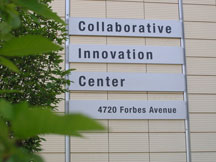 Collaborative
Innovation
Center
4720 Forbes Avenue